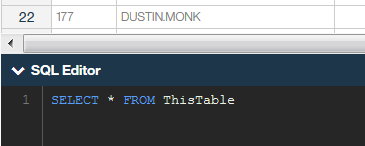 22 177 DUSTIN.MONK
SQL Editor
1 SELECT * FROM ThisTable